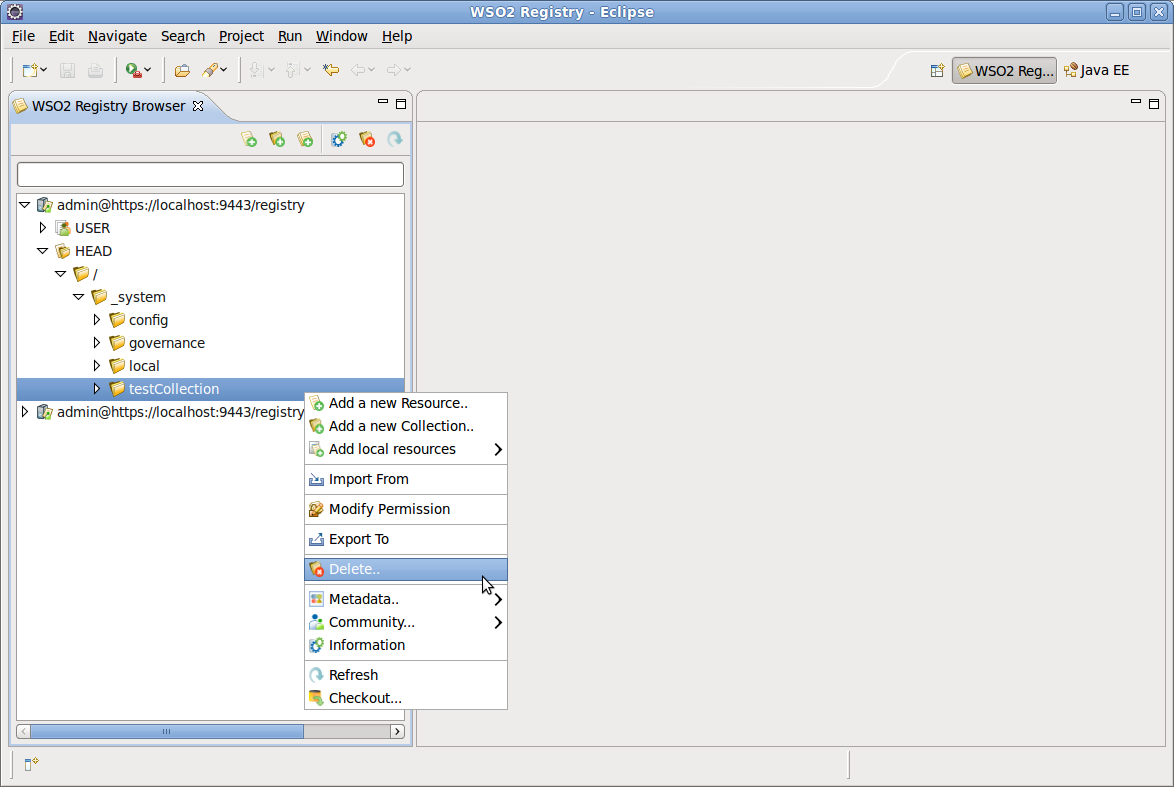 WSO2 Registry - Eclipse
File Edit Navigate Search Project Run Window Help
WSO2 Reg... Java EE
WSO2 Registry Browser
admin@https://localhost:9443/registry
USER
HEAD
/
_system
config
governance
local
testCollection
admin@https://localhost:9443/registry
Add a new Resource..
Add a new Collection..
Add local resources
Import From
Modify Permission
Export To
Delete..
Metadata..
Community...
Information
Refresh
Checkout...